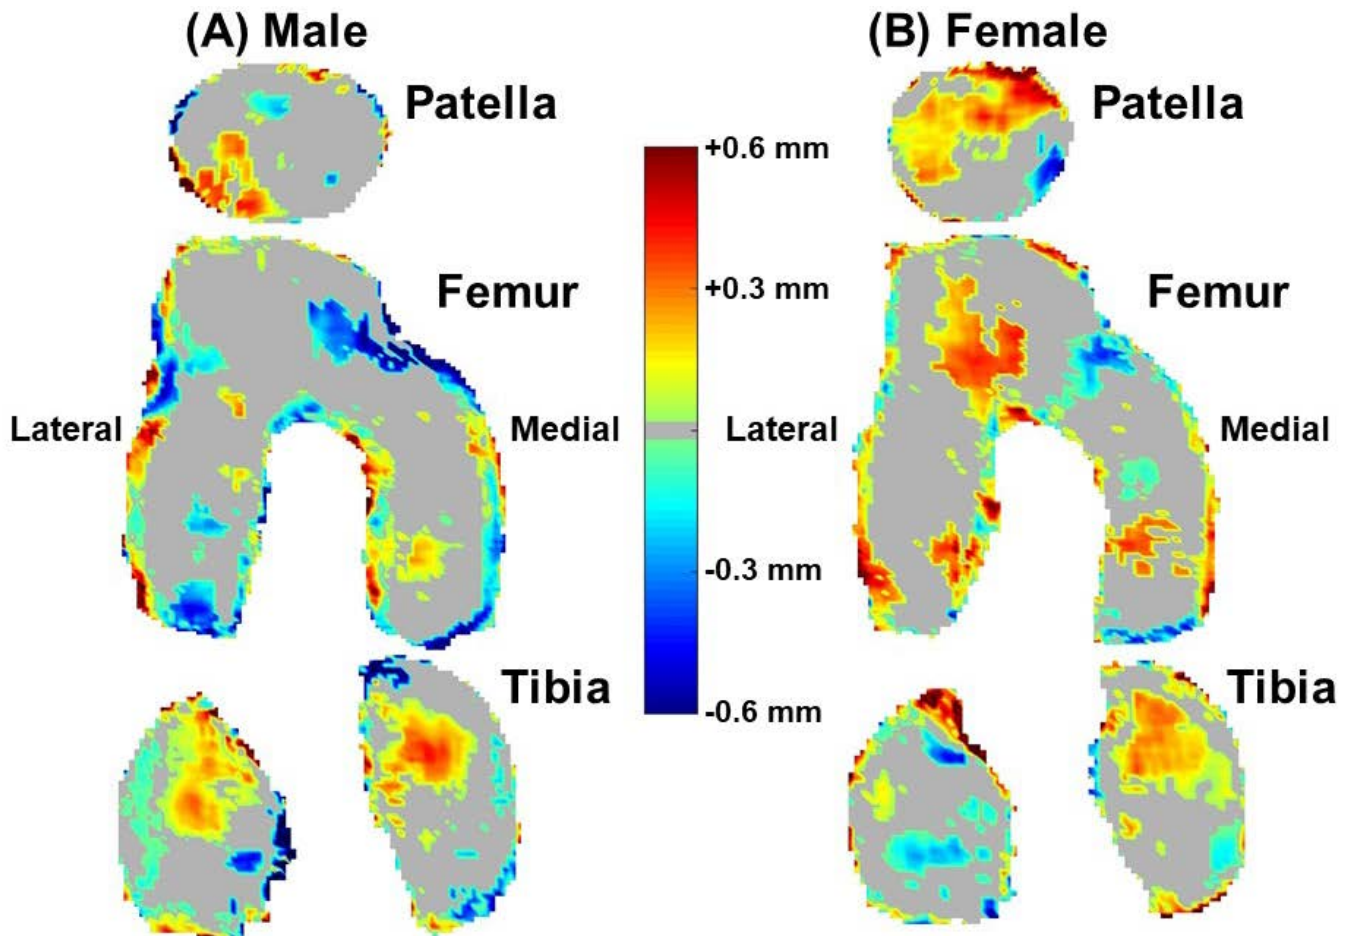 (A) Male
(B) Female
Patella
Patella
+0.6 mm
+0.3 mm
Femur
Femur
Lateral
Medial
Lateral
Medial
-0.3 mm
Tibia
Tibia
-0.6 mm